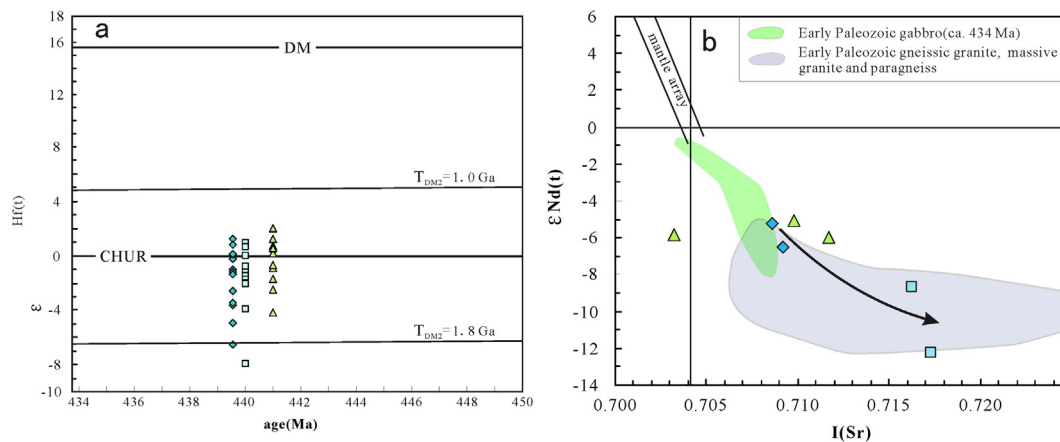 a
18
16
12
8
4
0
-4
-8
-10
DM
T_DM2=1.0 Ga
CHUR
T_DM2=1.8 Ga
ε
Hf(t)
434 436 438 440 442 444 446 448 450
age(Ma)
b
6
4
2
0
-2
-4
-6
-8
-10
-12
-14
mantle array
Early Paleozoic gabbro(ca. 434 Ma)
Early Paleozoic gneissic granite, massive
granite and paragneiss
εNd(t)
0.700 0.705 0.710 0.715 0.720
I(Sr)